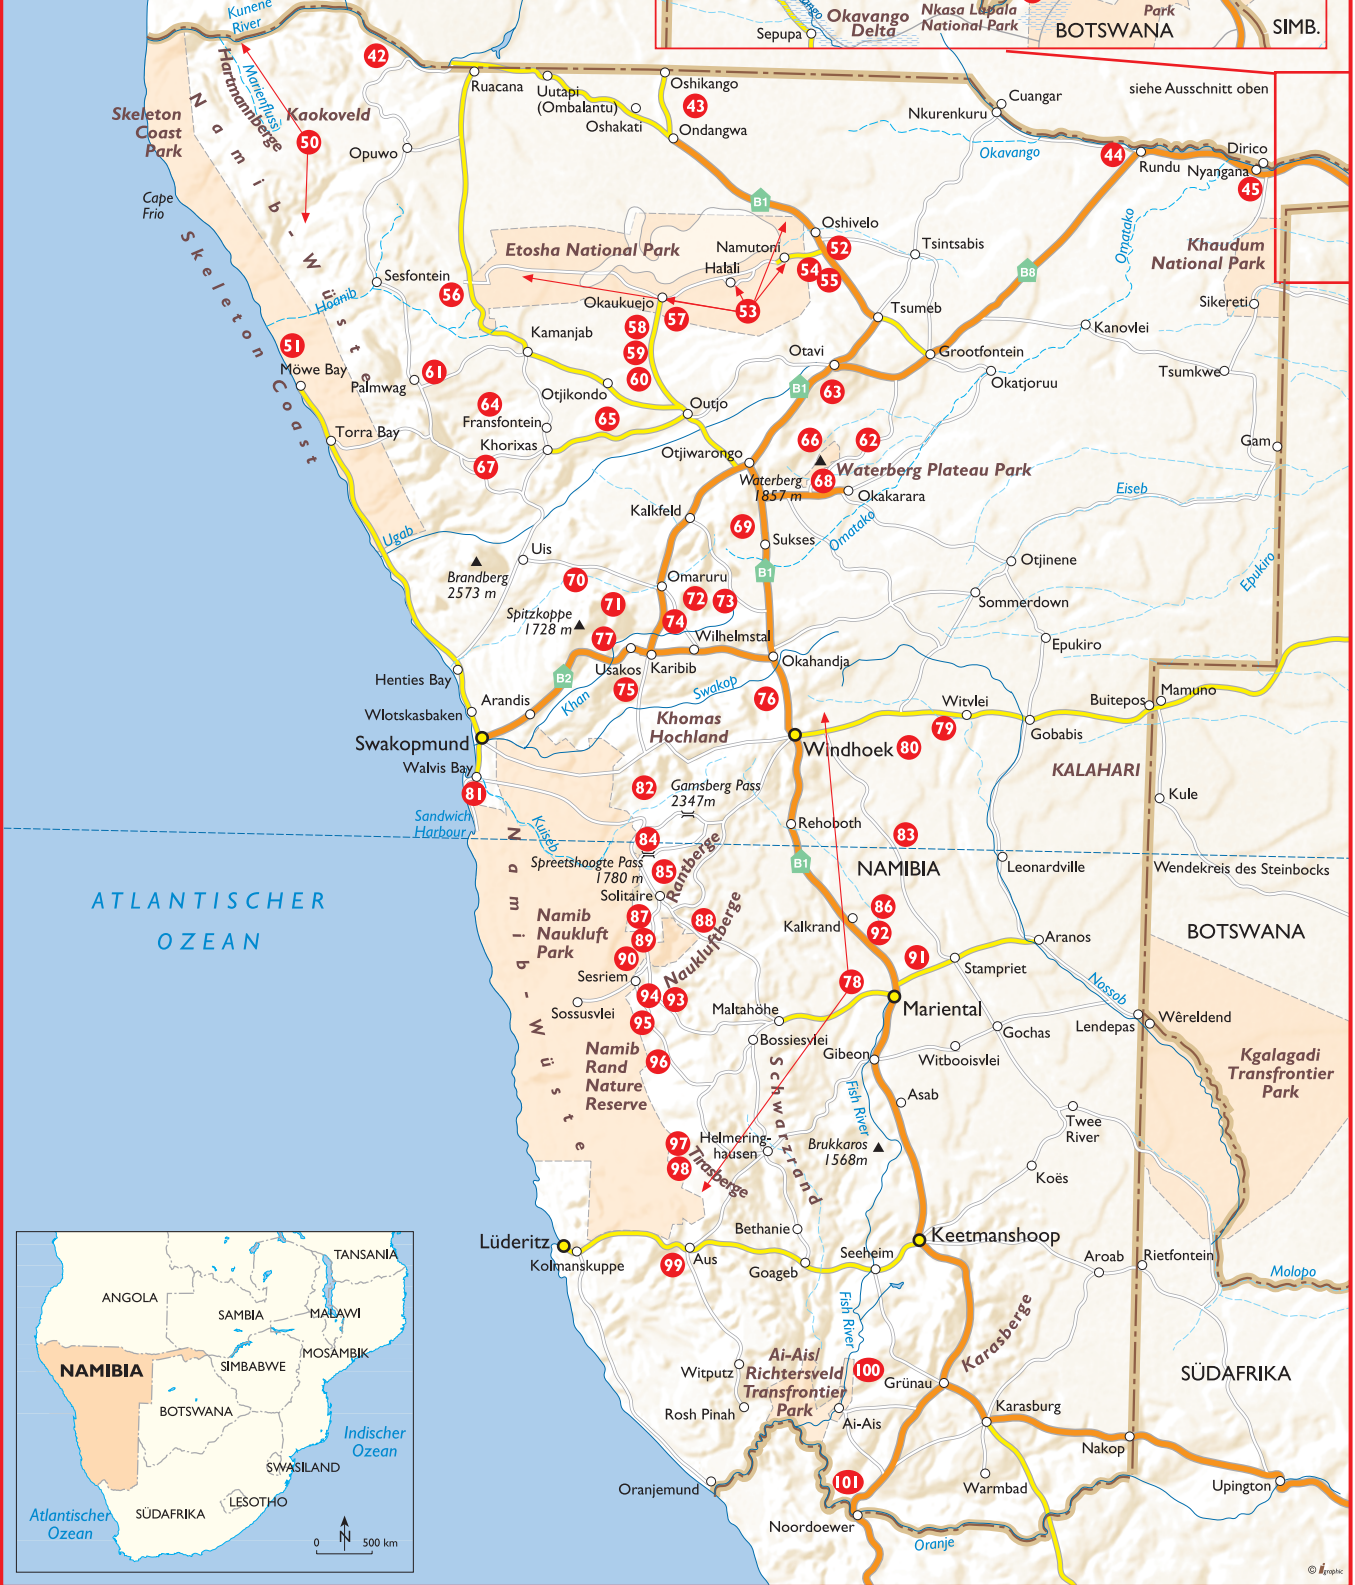 Kunene
River
Okavango
Delta
Nkasa Lupala
National Park
Park
BOTSWANA
SIMB.
Sepupa
siehe Ausschnitt oben
42
Hartmannberge
Marienfluss
Kaokoveld
Skeleton
Coast
Park
50
Opuwo
Cape
Frio
Namib-Wüste
Skeleton Coast
Ruacana
Uutapi
(Ombalantu)
Oshakati
Oshikango
43
Ondangwa
Cuangar
Nkurenkuru
Okavango
44
Rundu
Dirico
Nyangana
45
B1
Oshivelo
52
Etosha National Park
Namutoni
Halali
54
55
Tsintsabis
B8
Omatako
Khaudum
National Park
Sikereti
Sesfontein
Hoanib
56
Okaukuejo
57
53
58
59
60
Tsumeb
Kanovlei
Kamanjab
Otavi
Grootfontein
51
Möwe Bay
Palmwag
61
Otjikondo
B1
63
Okatjoruu
Tsumkwe
64
Fransfontein
65
Outjo
Torra Bay
Khorixas
67
Otjiwarongo
66
62
Gam
Waterberg
1857 m
68
Waterberg Plateau Park
Okakarara
Eiseb
Kalkfeld
69
Sukses
Omatako
Ugab
Uis
Otjinene
Epukiro
Brandberg
2573 m
70
Omaruru
B1
Sommerdown
71
72
73
Spitzkoppe
1728 m
74
77
Wilhelmstal
Epukiro
Usakos
Karibib
Okahandja
Henties Bay
B2
75
Swakop
76
Arandis
Khan
Witvlei
Buitepos
Mamuno
Wlotskasbaken
Khomas
Hochland
79
Gobabis
Swakopmund
Windhoek
80
Walvis Bay
KALAHARI
81
82
Gamsberg Pass
2347m
Kule
Sandwich
Harbour
Kuiseb
Rehoboth
83
84
Spreetshoogte Pass
1780 m
85
B1
NAMIBIA
Leonardville
Wendekreis des Steinbocks
Rantberge
Solitaire
ATLANTISCHER
OZEAN
Namib-Wüste
Namib
Naukluft
Park
87
88
89
90
Naukluftberge
Kalkrand
86
92
91
Aranos
BOTSWANA
Stampriet
Sesriem
78
Nossob
Sossusvlei
94
93
Mariental
95
Maltahöhe
Gochas
Lendepas
Wêreldend
Bossiesvlei
Namib
Rand
Nature
Reserve
96
Gibeon
Witbooisvlei
Kgalagadi
Transfrontier
Park
Schwarzrand
Fish River
Asab
Twee
River
97
98
Tirasberge
Helmering-
hausen
Brukkaros
1568m
Koës
Bethanie
Lüderitz
Keetmanshoop
Kolmanskuppe
99
Aus
Goageb
Seeheim
Aroab
Rietfontein
Molopo
Fish River
Karasberge
Ai-Ais/
Richtersveld
Transfrontier
Park
100
Witputz
Grünau
SÜDAFRIKA
Rosh Pinah
Ai-Ais
Karasburg
Nakop
Oranjemund
101
Warmbad
Upington
Noordoewer
Oranje
TANSANIA
ANGOLA
SAMBIA
MALAWI
MOSAMBIK
NAMIBIA
SIMBABWE
BOTSWANA
Indischer
Ozean
SWASILAND
LESOTHO
SÜDAFRIKA
Atlantischer
Ozean
N
0
500 km
© igraphic